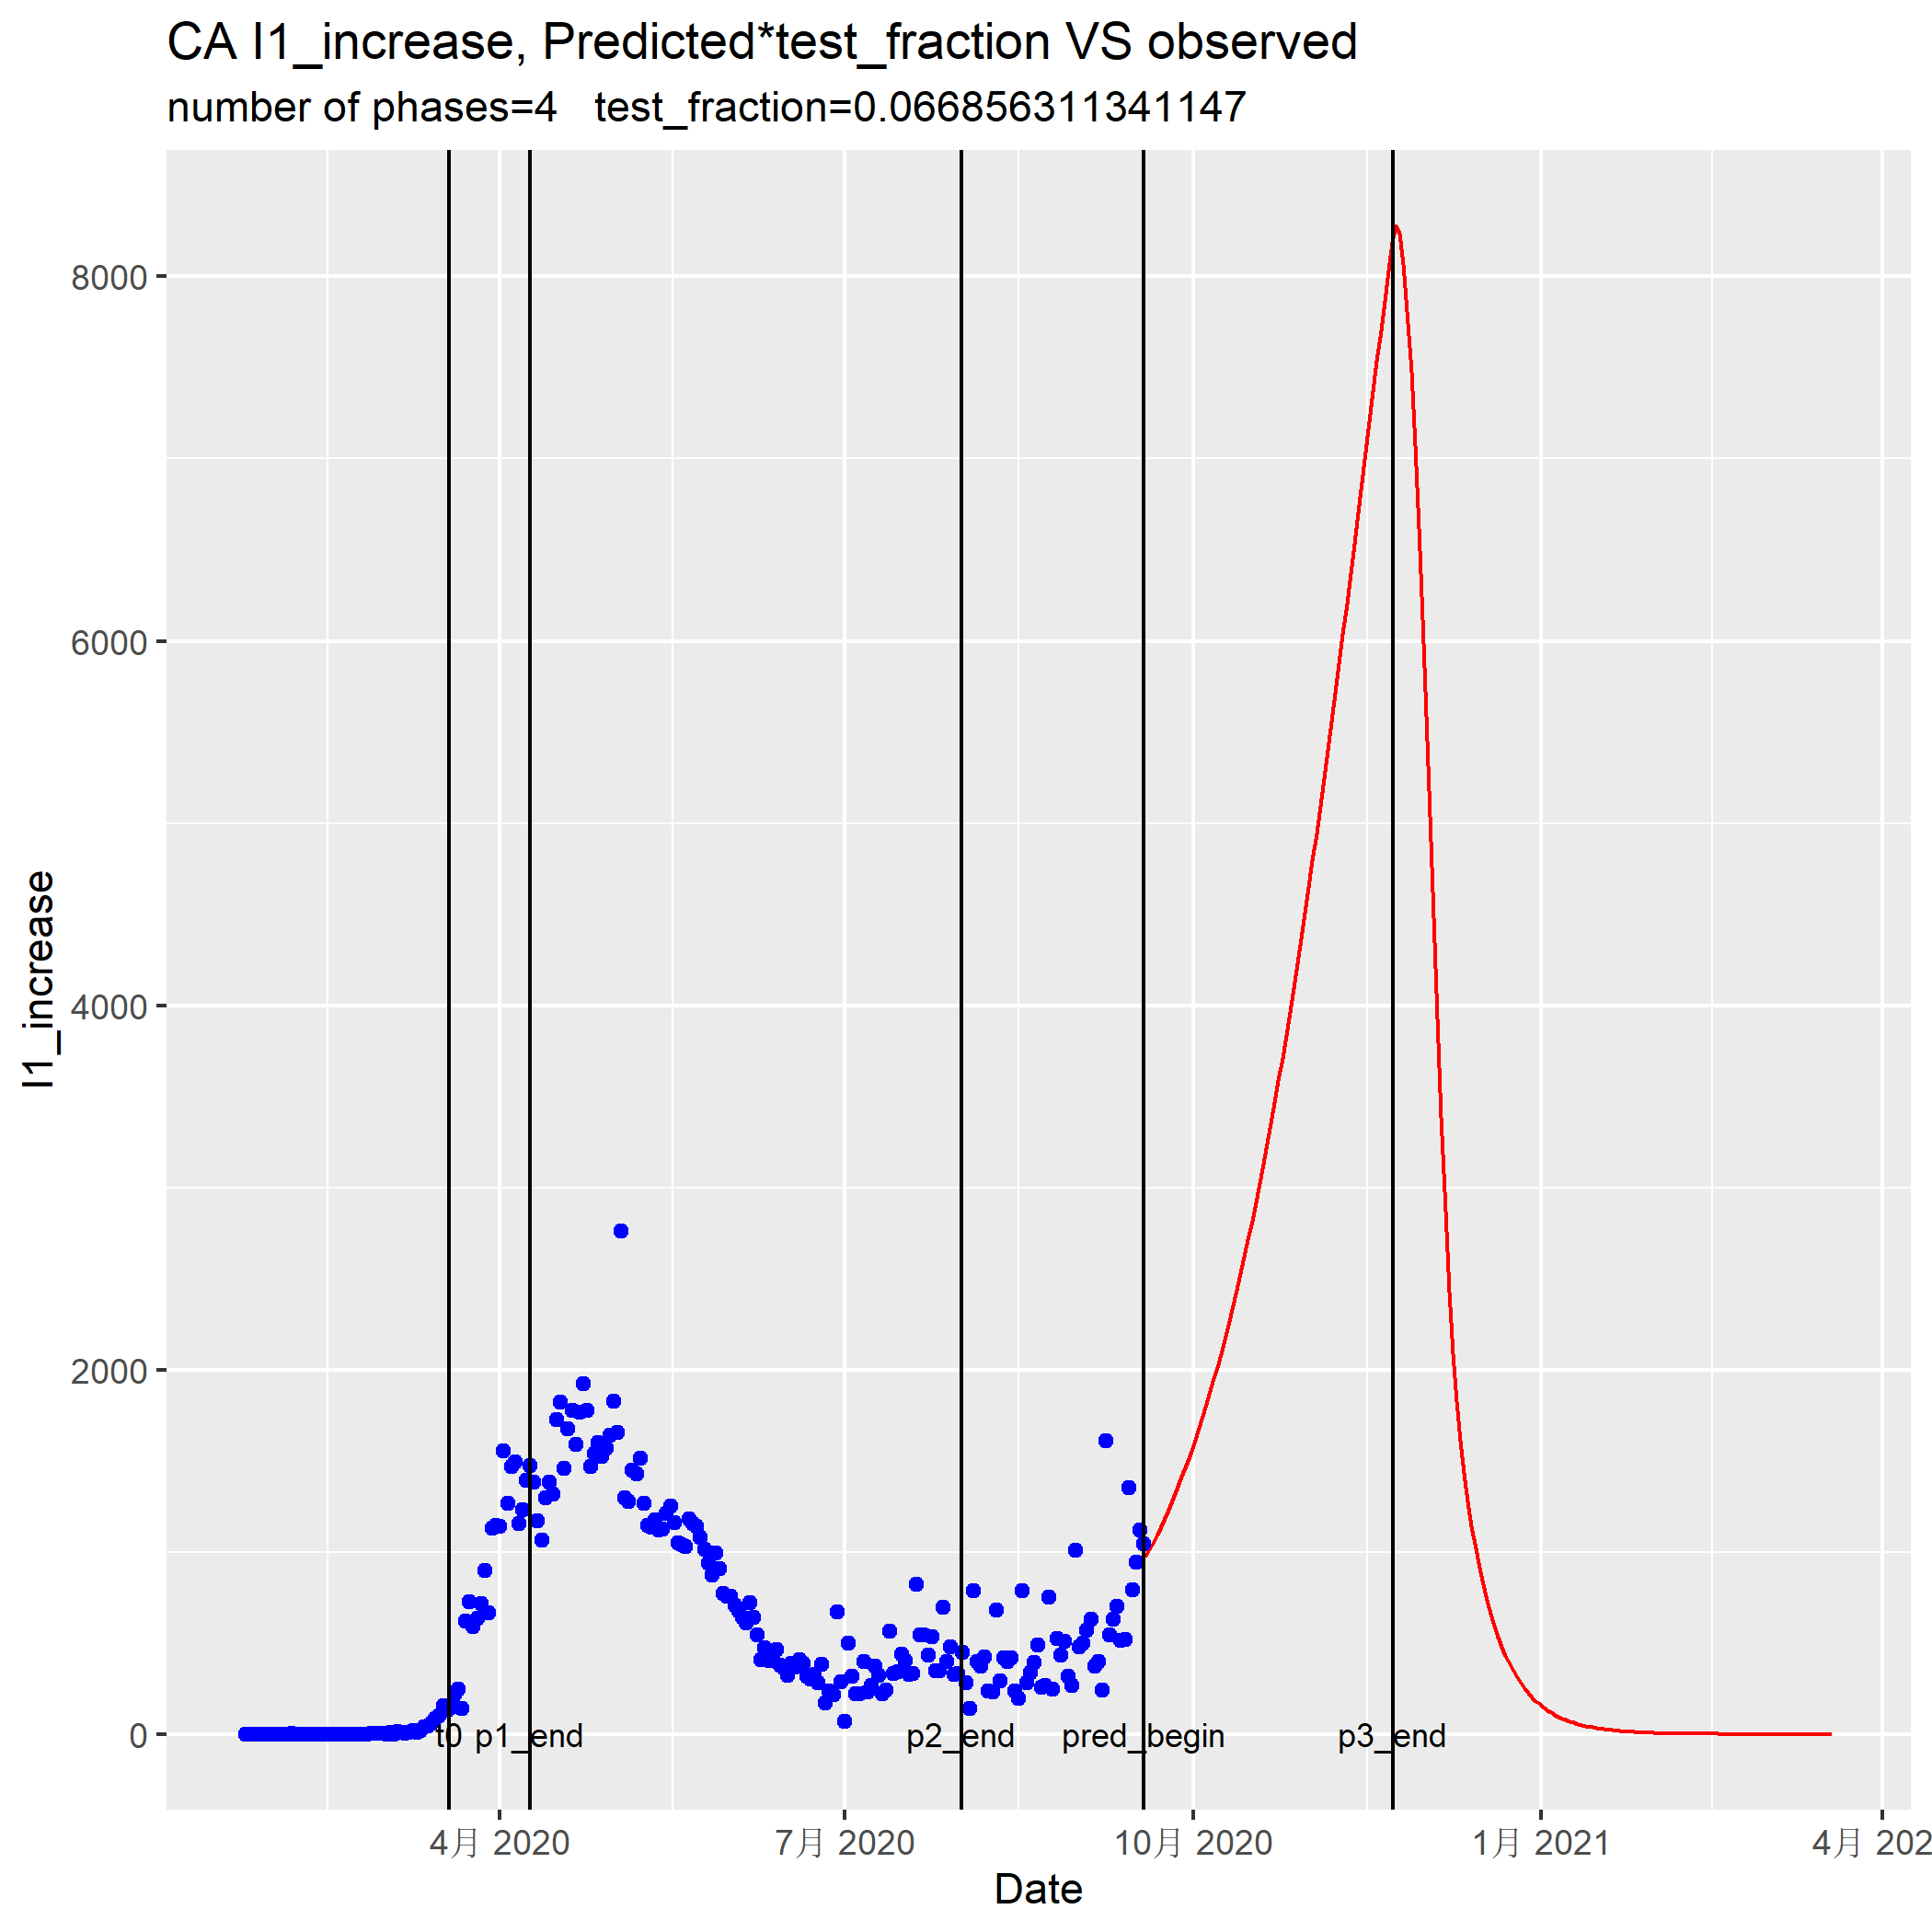 CA I1_increase, Predicted*test_fraction VS observed
number of phases=4   test_fraction=0.066856311341147
I1_increase
8000
6000
4000
2000
0
t0 p1_end p2_end pred_begin p3_end
4月 2020 7月 2020 10月 2020 1月 2021 4月 202
Date